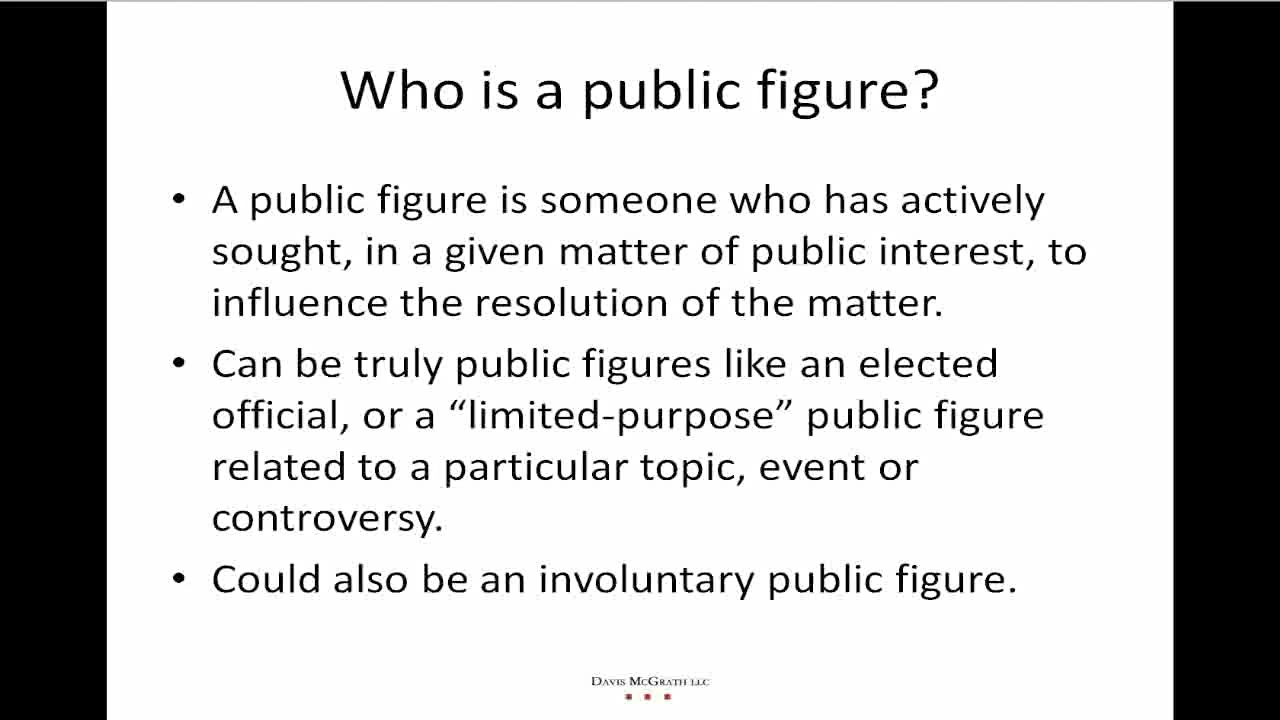 Who is a public figure?
• A public figure is someone who has actively
sought, in a given matter of public interest, to
influence the resolution of the matter.
• Can be truly public figures like an elected
official, or a “limited-purpose” public figure
related to a particular topic, event or
controversy.
• Could also be an involuntary public figure.
DAVIS MCGRATH LLC